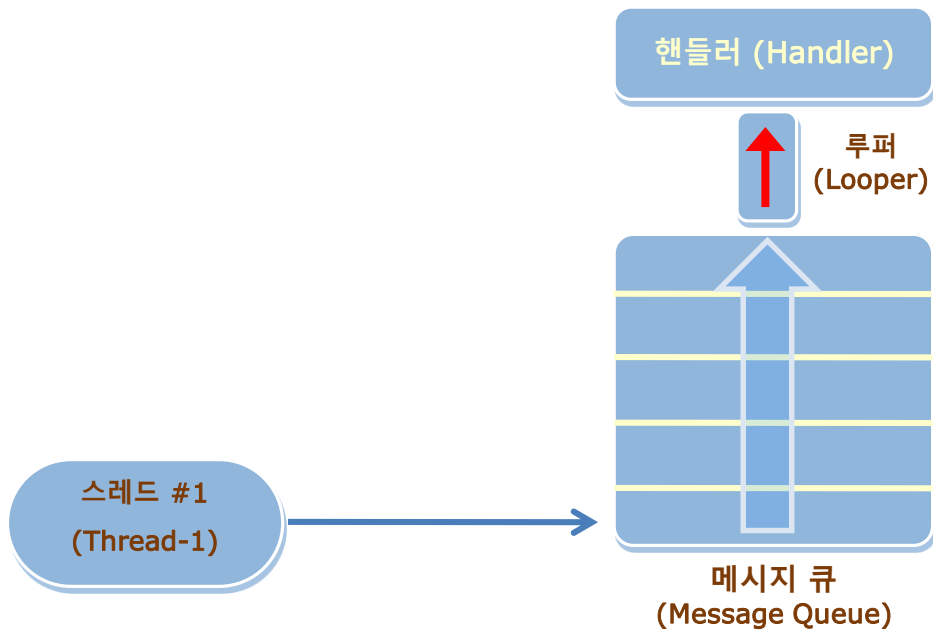 핸들러 (Handler)
루퍼
(Looper)
스레드 #1
(Thread-1)
메시지 큐
(Message Queue)